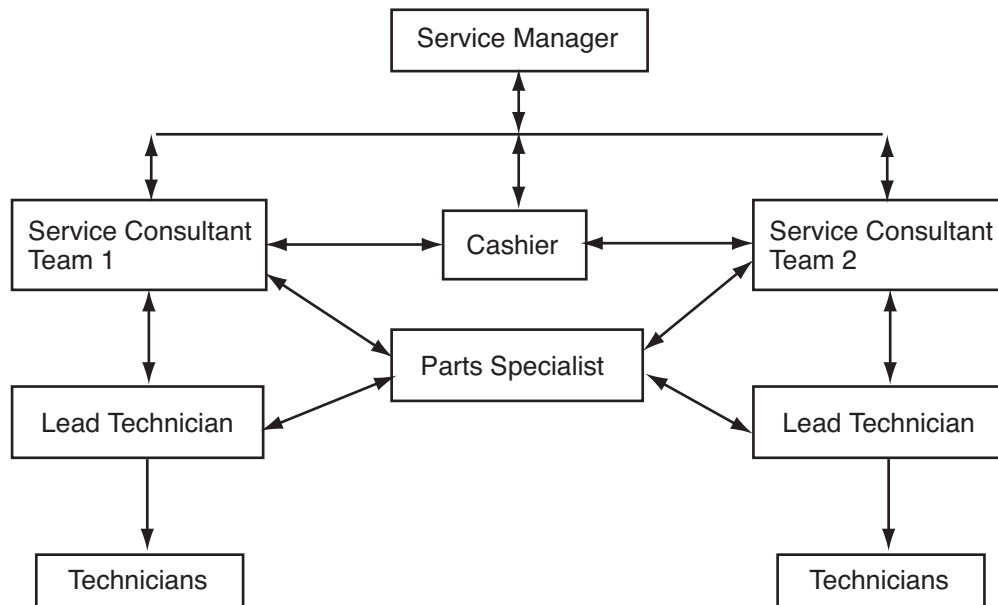 Service Manager
Service Consultant
Team 1
Cashier
Service Consultant
Team 2
Parts Specialist
Lead Technician
Lead Technician
Technicians
Technicians